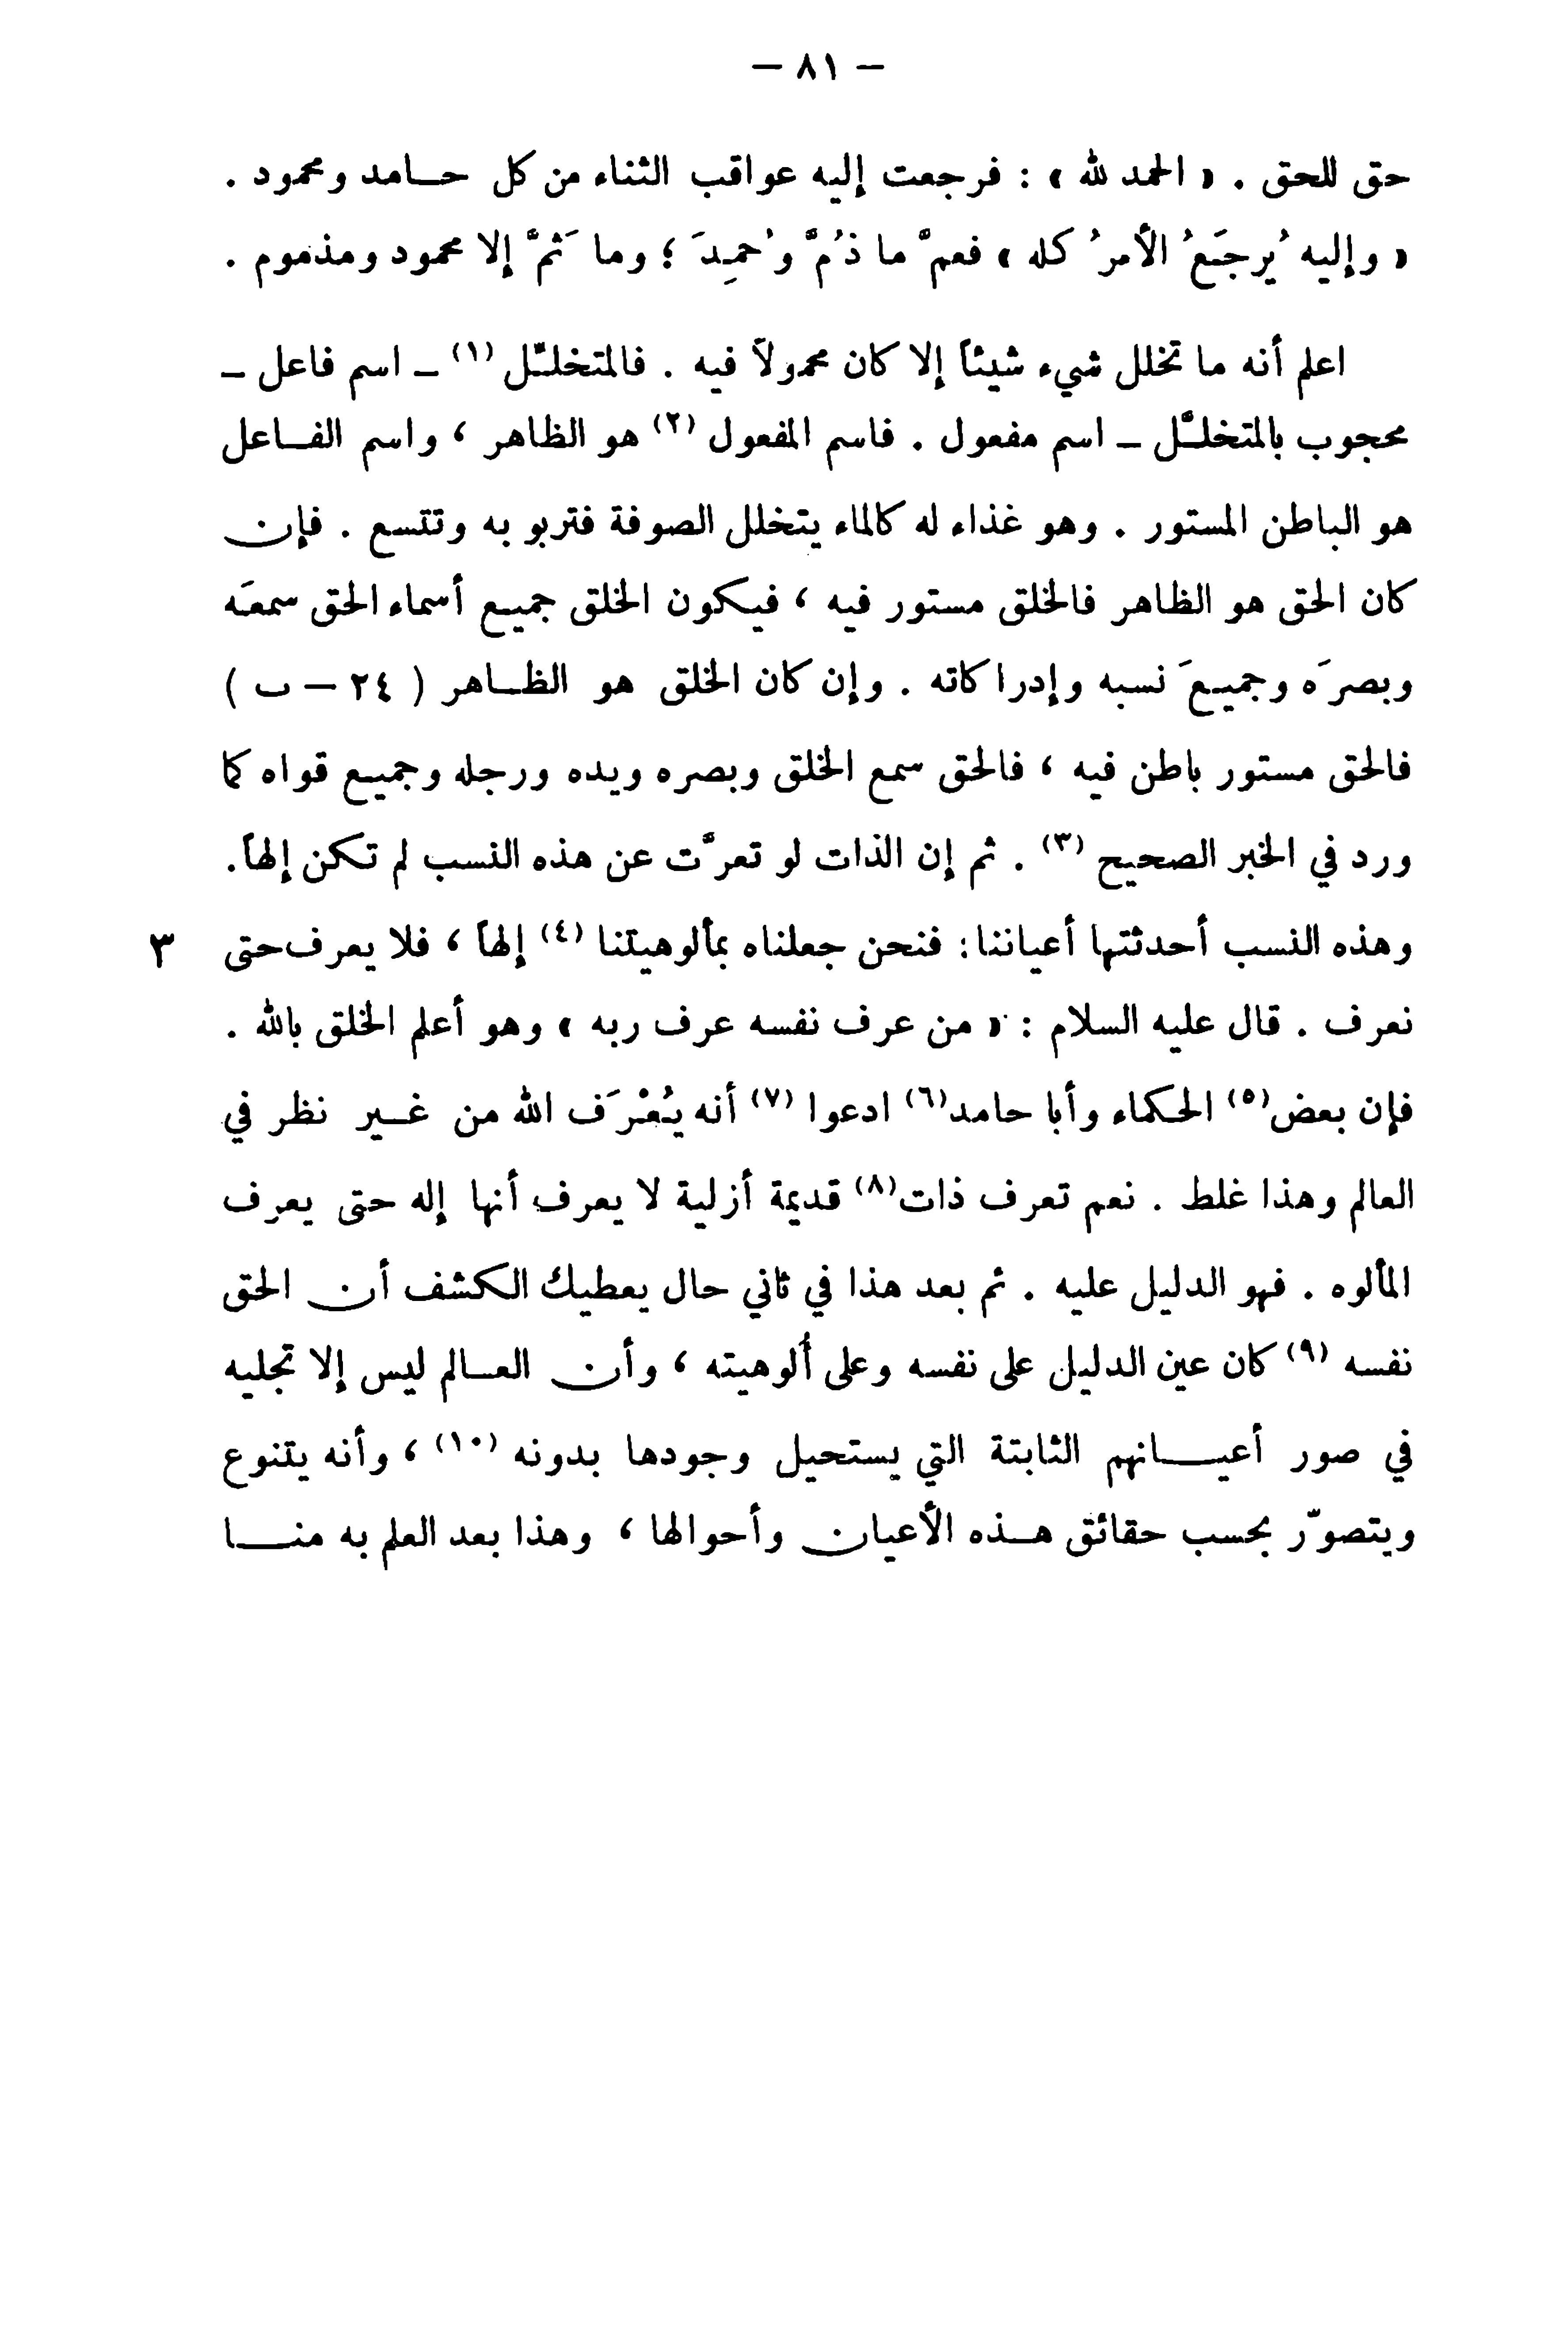 – ٨١ –
حق للحق . « الحمد لله » : فرجعت إليه عواقب الثناء من كل حامد ومحمود .
« وإليه يُرجَعُ الأمرُ كله » فعمَّ ما ذُمَّ وحُمِدَ ؛ وما ثَمَّ إلا محمود ومذموم .
اعلم أنه ما تخلل شيء شيئاً إلا كان محمولاً فيه . فالمتخلِّل (١) – اسم فاعل –
محجوب بالمتخلَّل – اسم مفعول . فاسم المفعول (٢) هو الظاهر ، واسم الفاعل
هو الباطن المستور . وهو غذاء له كالماء يتخلل الصوفة فتربو به وتتسع . فإن
كان الحق هو الظاهر فالخلق مستور فيه ، فيكون الخلق جميع أسماء الحق سمعَه
وبصرَه وجميعَ نسبه وإدراكاته . وإن كان الخلق هو الظاهر ( ٢٤ – ب )
فالحق مستور باطن فيه ، فالحق سمع الخلق وبصره ويده ورجله وجميع قواه كما
ورد في الخبر الصحيح (٣) . ثم إن الذات لو تعرَّت عن هذه النسب لم تكن إلهاً.
وهذه النسب أحدثتها أعياننا: فنحن جعلناه بمألوهيتنا (٤) إلهاً ، فلا يعرف حتى ٣
نعرف . قال عليه السلام : « من عرف نفسه عرف ربه » وهو أعلم الخلق بالله .
فإن بعض(٥) الحكماء وأبا حامد(٦) ادعوا (٧) أنه يُعْرَف الله من غير نظر في
العالم وهذا غلط . نعم تعرف ذات(٨) قديمة أزلية لا يعرف أنها إله حتى يعرف
المألوه . فهو الدليل عليه . ثم بعد هذا في ثاني حال يعطيك الكشف أن الحق
نفسه (٩) كان عين الدليل على نفسه وعلى ألوهيته ، وأن العالم ليس إلا تجليه
في صور أعيانهم الثابتة التي يستحيل وجودها بدونه (١٠) ، وأنه يتنوع
ويتصوَّر بحسب حقائق هذه الأعيان وأحوالها ، وهذا بعد العلم به منا